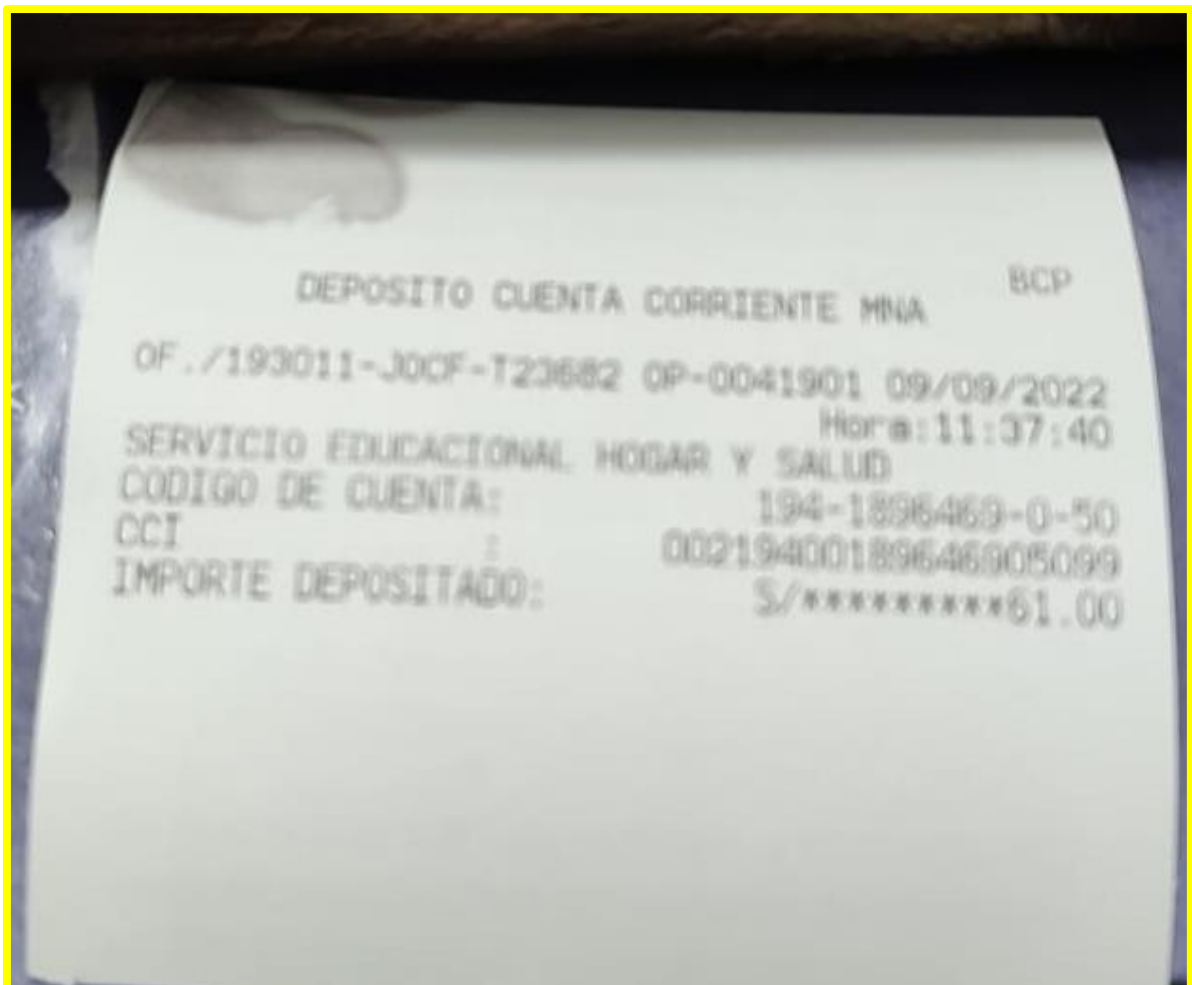 BCP
DEPOSITO CUENTA CORRIENTE MNA
OF./193011-J0CF-T23682 OP-0041901 09/09/2022
Hora:11:37:40
SERVICIO EDUCACIONAL HOGAR Y SALUD
CODIGO DE CUENTA: 194-1896469-0-50
CCI : 00219400189646905099
IMPORTE DEPOSITADO: S/*********61.00